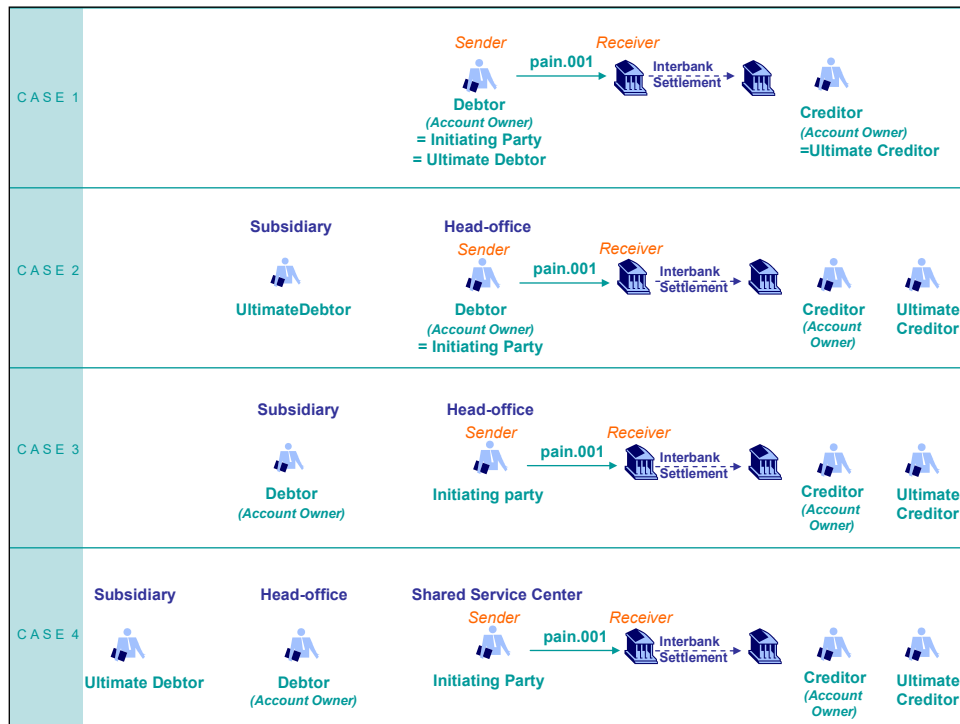 CASE 1
Sender
Receiver
pain.001
Interbank
Settlement
Debtor
(Account Owner)
= Initiating Party
= Ultimate Debtor
Creditor
(Account Owner)
=Ultimate Creditor
CASE 2
Subsidiary
Head-office
Sender
Receiver
pain.001
Interbank
Settlement
UltimateDebtor
Debtor
(Account Owner)
= Initiating Party
Creditor
(Account
Owner)
Ultimate
Creditor
CASE 3
Subsidiary
Head-office
Sender
Receiver
pain.001
Interbank
Settlement
Debtor
(Account Owner)
Initiating party
Creditor
(Account
Owner)
Ultimate
Creditor
CASE 4
Subsidiary
Head-office
Shared Service Center
Sender
Receiver
pain.001
Interbank
Settlement
Ultimate Debtor
Debtor
(Account Owner)
Initiating Party
Creditor
(Account
Owner)
Ultimate
Creditor